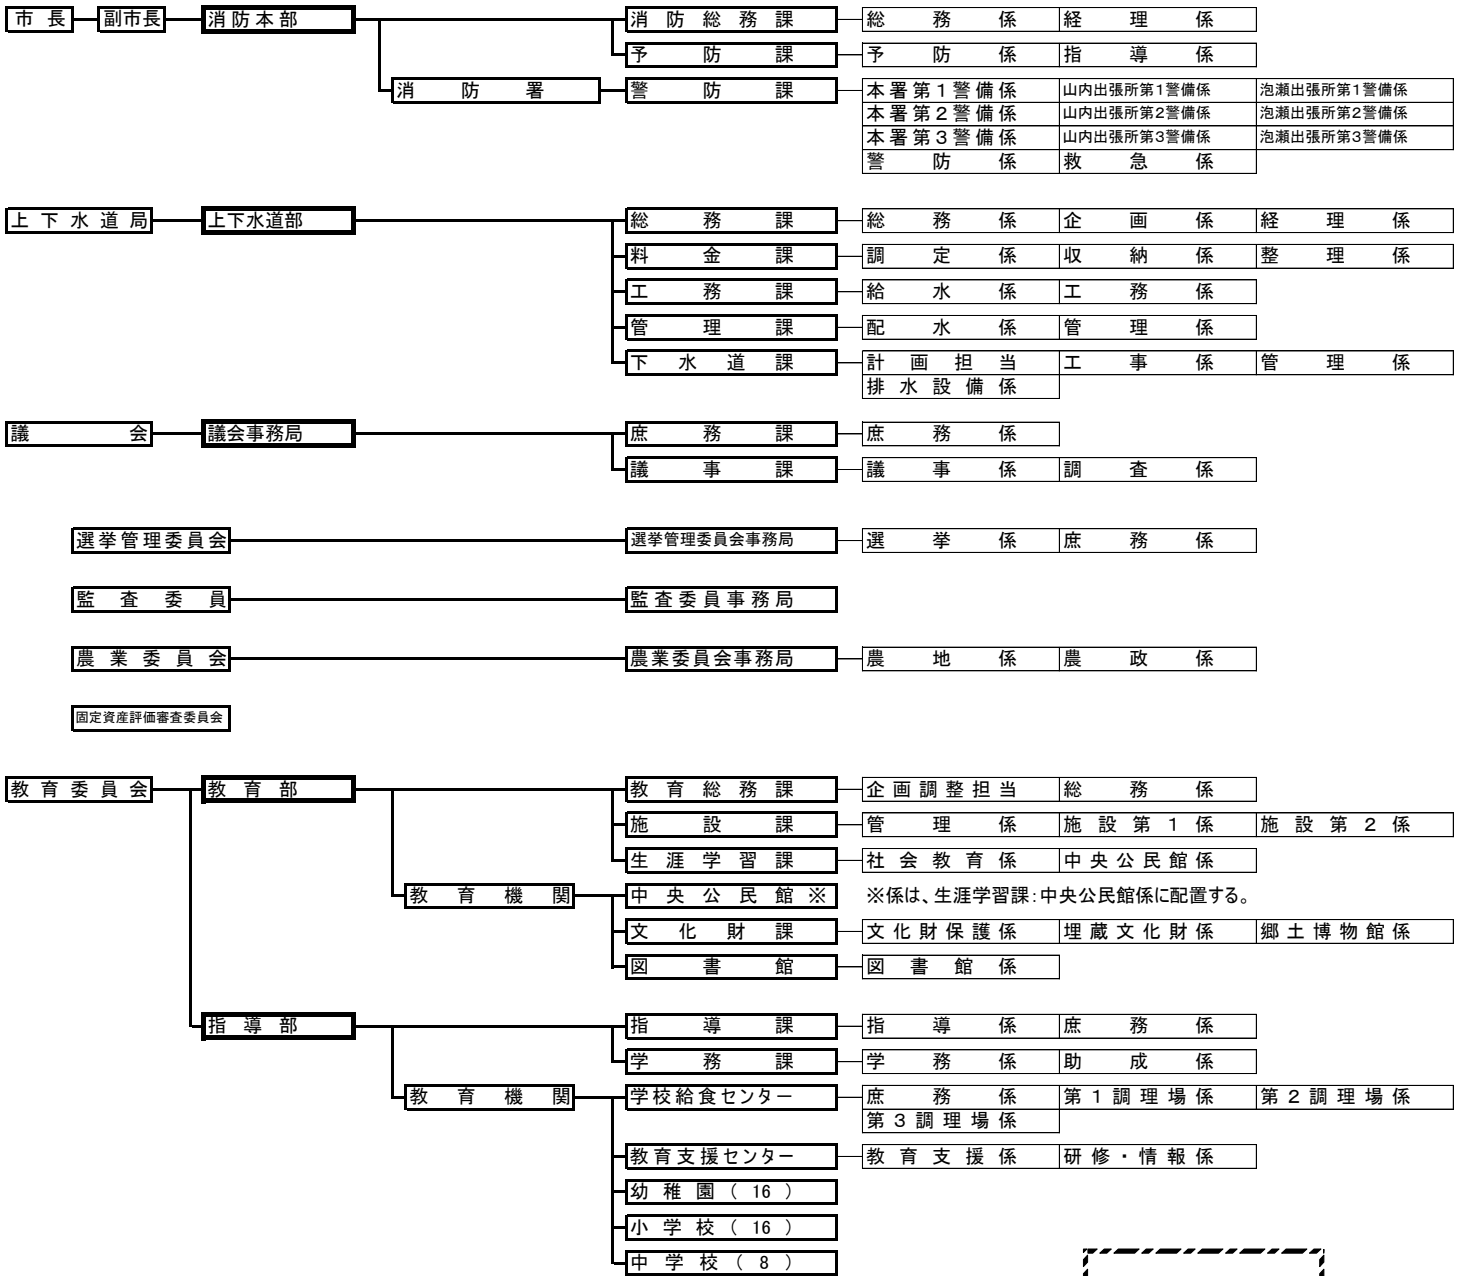 市長 副市長 消防本部 消防総務課 総務係 経理係
予防課 予防係 指導係
消防署 警防課 本署第1警備係 山内出張所第1警備係 泡瀬出張所第1警備係
本署第2警備係 山内出張所第2警備係 泡瀬出張所第2警備係
本署第3警備係 山内出張所第3警備係 泡瀬出張所第3警備係
警防係 救急係
上下水道局 上下水道部 総務課 総務係 企画係 経理係
料金課 調定係 収納係 整理係
工務課 給水係 工務係
管理課 配水係 管理係
下水道課 計画担当 工事係 管理係
排水設備係
議会 議会事務局 庶務課 庶務係
議事課 議事係 調査係
選挙管理委員会 選挙管理委員会事務局 選挙係 庶務係
監査委員 監査委員事務局
農業委員会 農業委員会事務局 農地係 農政係
固定資産評価審査委員会
教育委員会 教育部 教育総務課 企画調整担当 総務係
施設課 管理係 施設第1係 施設第2係
生涯学習課 社会教育係 中央公民館係
教育機関 中央公民館※ ※係は、生涯学習課：中央公民館係に配置する。
文化財課 文化財保護係 埋蔵文化財係 郷土博物館係
図書館 図書館係
指導部 指導課 指導係 庶務係
学務課 学務係 助成係
教育機関 学校給食センター 庶務係 第1調理場係 第2調理場係
第3調理場係
教育支援センター 教育支援係 研修・情報係
幼稚園（16）
小学校（16）
中学校（8）